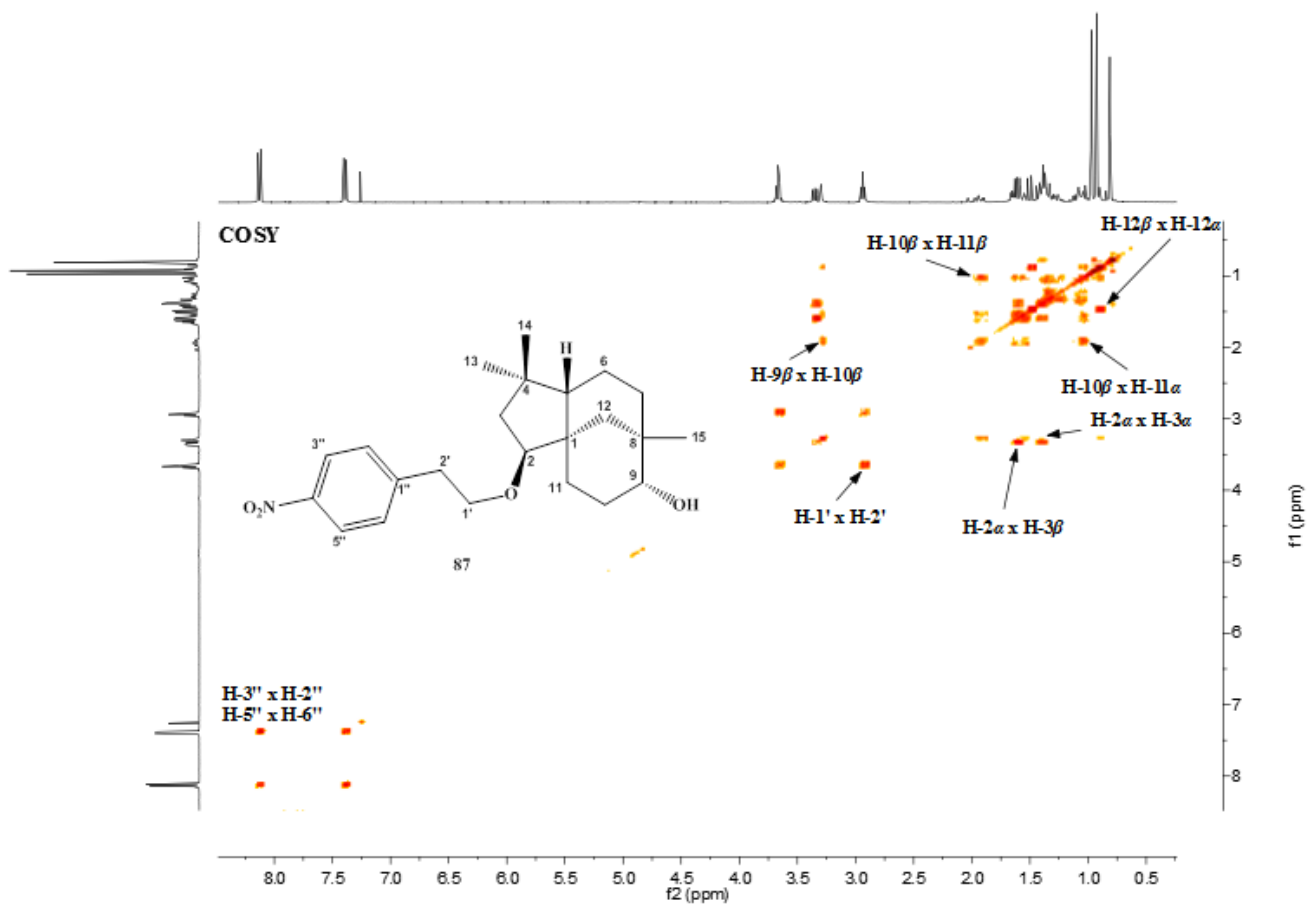 COSY
H-12β x H-12α
H-10β x H-11β
H-9β x H-10β
H-10β x H-11α
H-2α x H-3α
H-2α x H-3β
H-1' x H-2'
H-3'' x H-2''
H-5'' x H-6''
14
H
13
6
4
12
8
15
1
2
9
11
3''
2'
1''
O
OH
1'
O₂N
5''
87
1
2
3
4
5
6
7
8
f1 (ppm)
8.0 7.5 7.0 6.5 6.0 5.5 5.0 4.5 4.0 3.5 3.0 2.5 2.0 1.5 1.0 0.5
f2 (ppm)